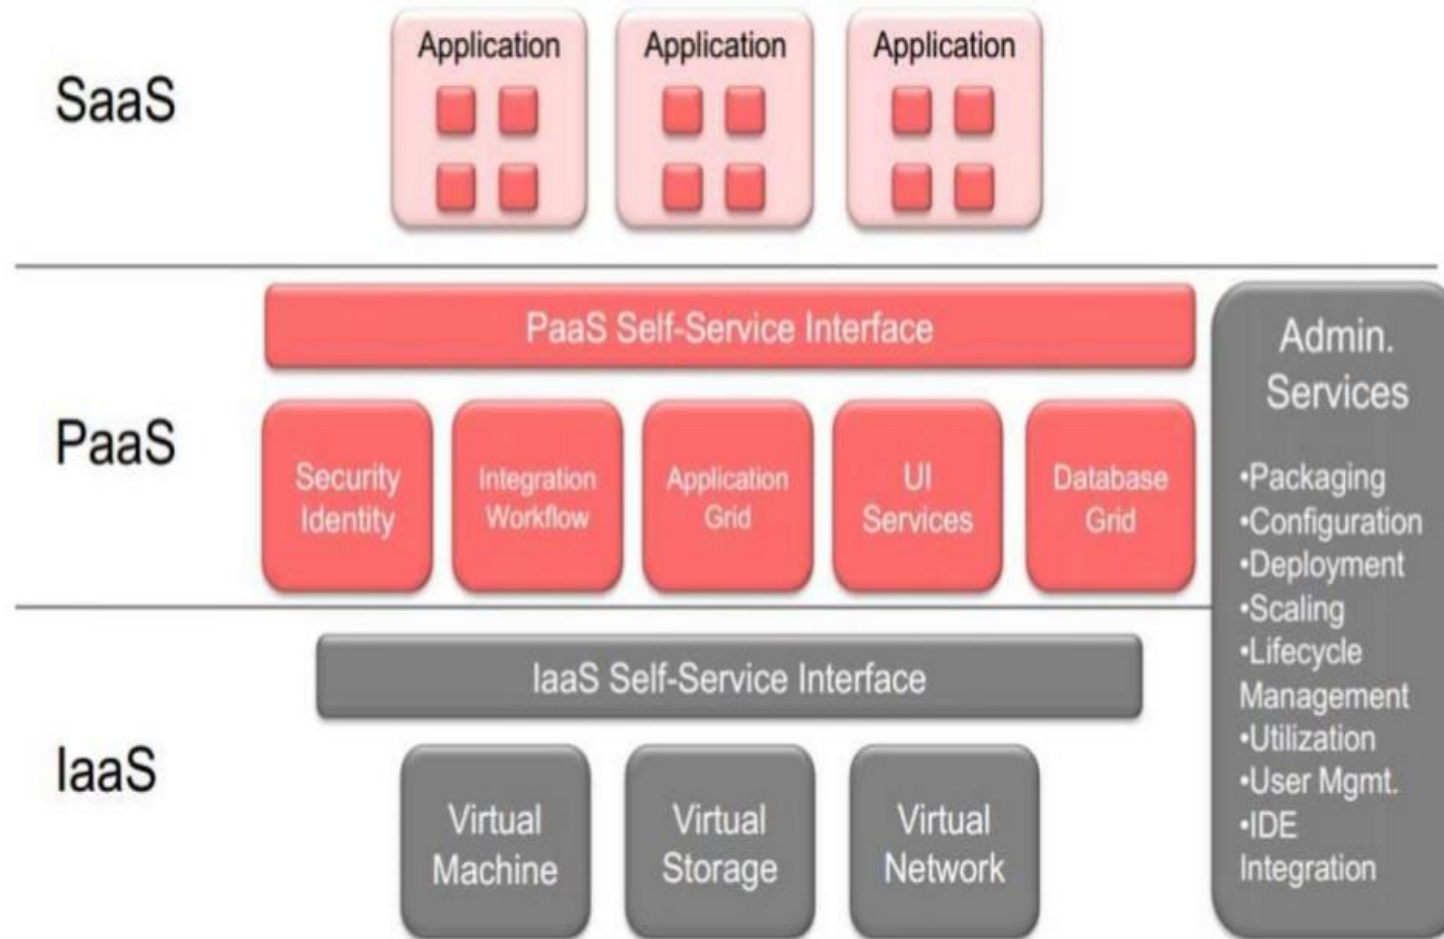 SaaS
Application
Application
Application
PaaS
PaaS Self-Service Interface
Security
Identity
Integration
Workflow
Application
Grid
UI
Services
Database
Grid
IaaS
IaaS Self-Service Interface
Virtual
Machine
Virtual
Storage
Virtual
Network
Admin.
Services
•Packaging
•Configuration
•Deployment
•Scaling
•Lifecycle
Management
•Utilization
•User Mgmt.
•IDE
Integration